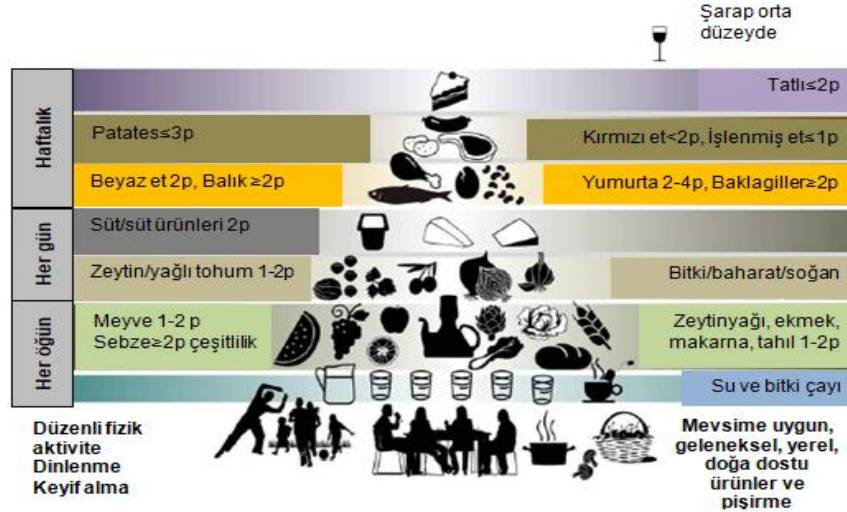 Şarap orta
düzeyde
Haftalık
Tatlı≤2p
Patates≤3p
Kırmızı et<2p, İşlenmiş et≤1p
Beyaz et 2p, Balık ≥2p
Yumurta 2-4p, Baklagiller≥2p
Her gün
Süt/süt ürünleri 2p
Zeytin/yağlı tohum 1-2p
Bitki/baharat/soğan
Her öğün
Meyve 1-2 p
Sebze≥2p çeşitlilik
Zeytinyağı, ekmek,
makarna, tahıl 1-2p
Su ve bitki çayı
Düzenli fizik
aktivite
Dinlenme
Keyif alma
Mevsime uygun,
geleneksel, yerel,
doğa dostu
ürünler ve
pişirme